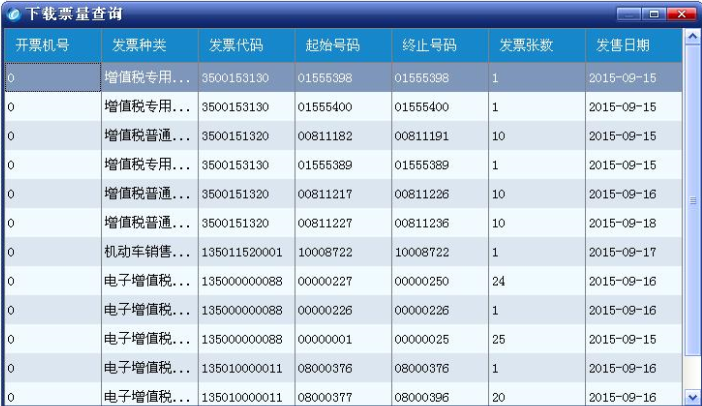 下载票量查询
开票机号 发票种类 发票代码 起始号码 终止号码 发票张数 发售日期
0 增值税专用... 3500153130 01555398 01555398 1 2015-09-15
0 增值税专用... 3500153130 01555400 01555400 1 2015-09-15
0 增值税普通... 3500151320 00811182 00811191 10 2015-09-15
0 增值税专用... 3500153130 01555389 01555389 1 2015-09-15
0 增值税普通... 3500151320 00811217 00811226 10 2015-09-16
0 增值税普通... 3500151320 00811227 00811236 10 2015-09-18
0 机动车销售... 135011520001 10008722 10008722 1 2015-09-17
0 电子增值税... 135000000088 00000227 00000250 24 2015-09-16
0 电子增值税... 135000000088 00000226 00000226 1 2015-09-16
0 电子增值税... 135000000088 00000001 00000025 25 2015-09-15
0 电子增值税... 135010000011 08000376 08000376 1 2015-09-16
0 电子增值税... 135010000011 08000377 08000396 20 2015-09-16